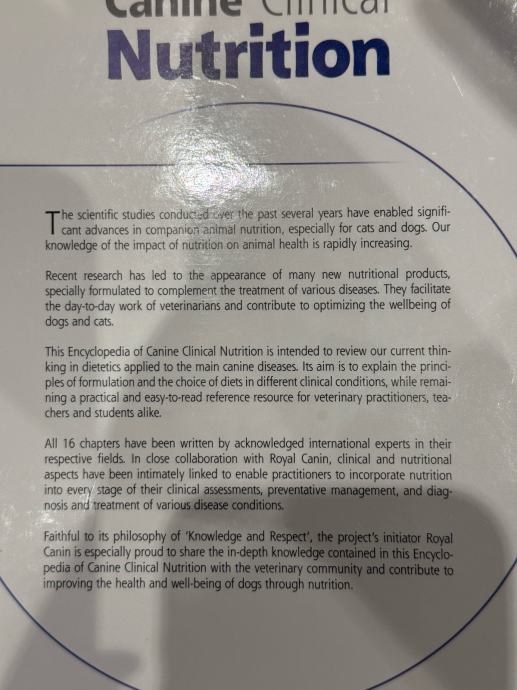 Canine Clinical
Nutrition
The scientific studies conducted over the past several years have enabled signifi-
cant advances in companion animal nutrition, especially for cats and dogs. Our
knowledge of the impact of nutrition on animal health is rapidly increasing.
Recent research has led to the appearance of many new nutritional products,
specially formulated to complement the treatment of various diseases. They facilitate
the day-to-day work of veterinarians and contribute to optimizing the wellbeing of
dogs and cats.
This Encyclopedia of Canine Clinical Nutrition is intended to review our current thin-
king in dietetics applied to the main canine diseases. Its aim is to explain the princi-
ples of formulation and the choice of diets in different clinical conditions, while remai-
ning a practical and easy-to-read reference resource for veterinary practitioners, tea-
chers and students alike.
All 16 chapters have been written by acknowledged international experts in their
respective fields. In close collaboration with Royal Canin, clinical and nutritional
aspects have been intimately linked to enable practitioners to incorporate nutrition
into every stage of their clinical assessments, preventative management, and diag-
nosis and treatment of various disease conditions.
Faithful to its philosophy of ‘Knowledge and Respect’, the project's initiator Royal
Canin is especially proud to share the in-depth knowledge contained in this Encyclo-
pedia of Canine Clinical Nutrition with the veterinary community and contribute to
improving the health and well-being of dogs through nutrition.